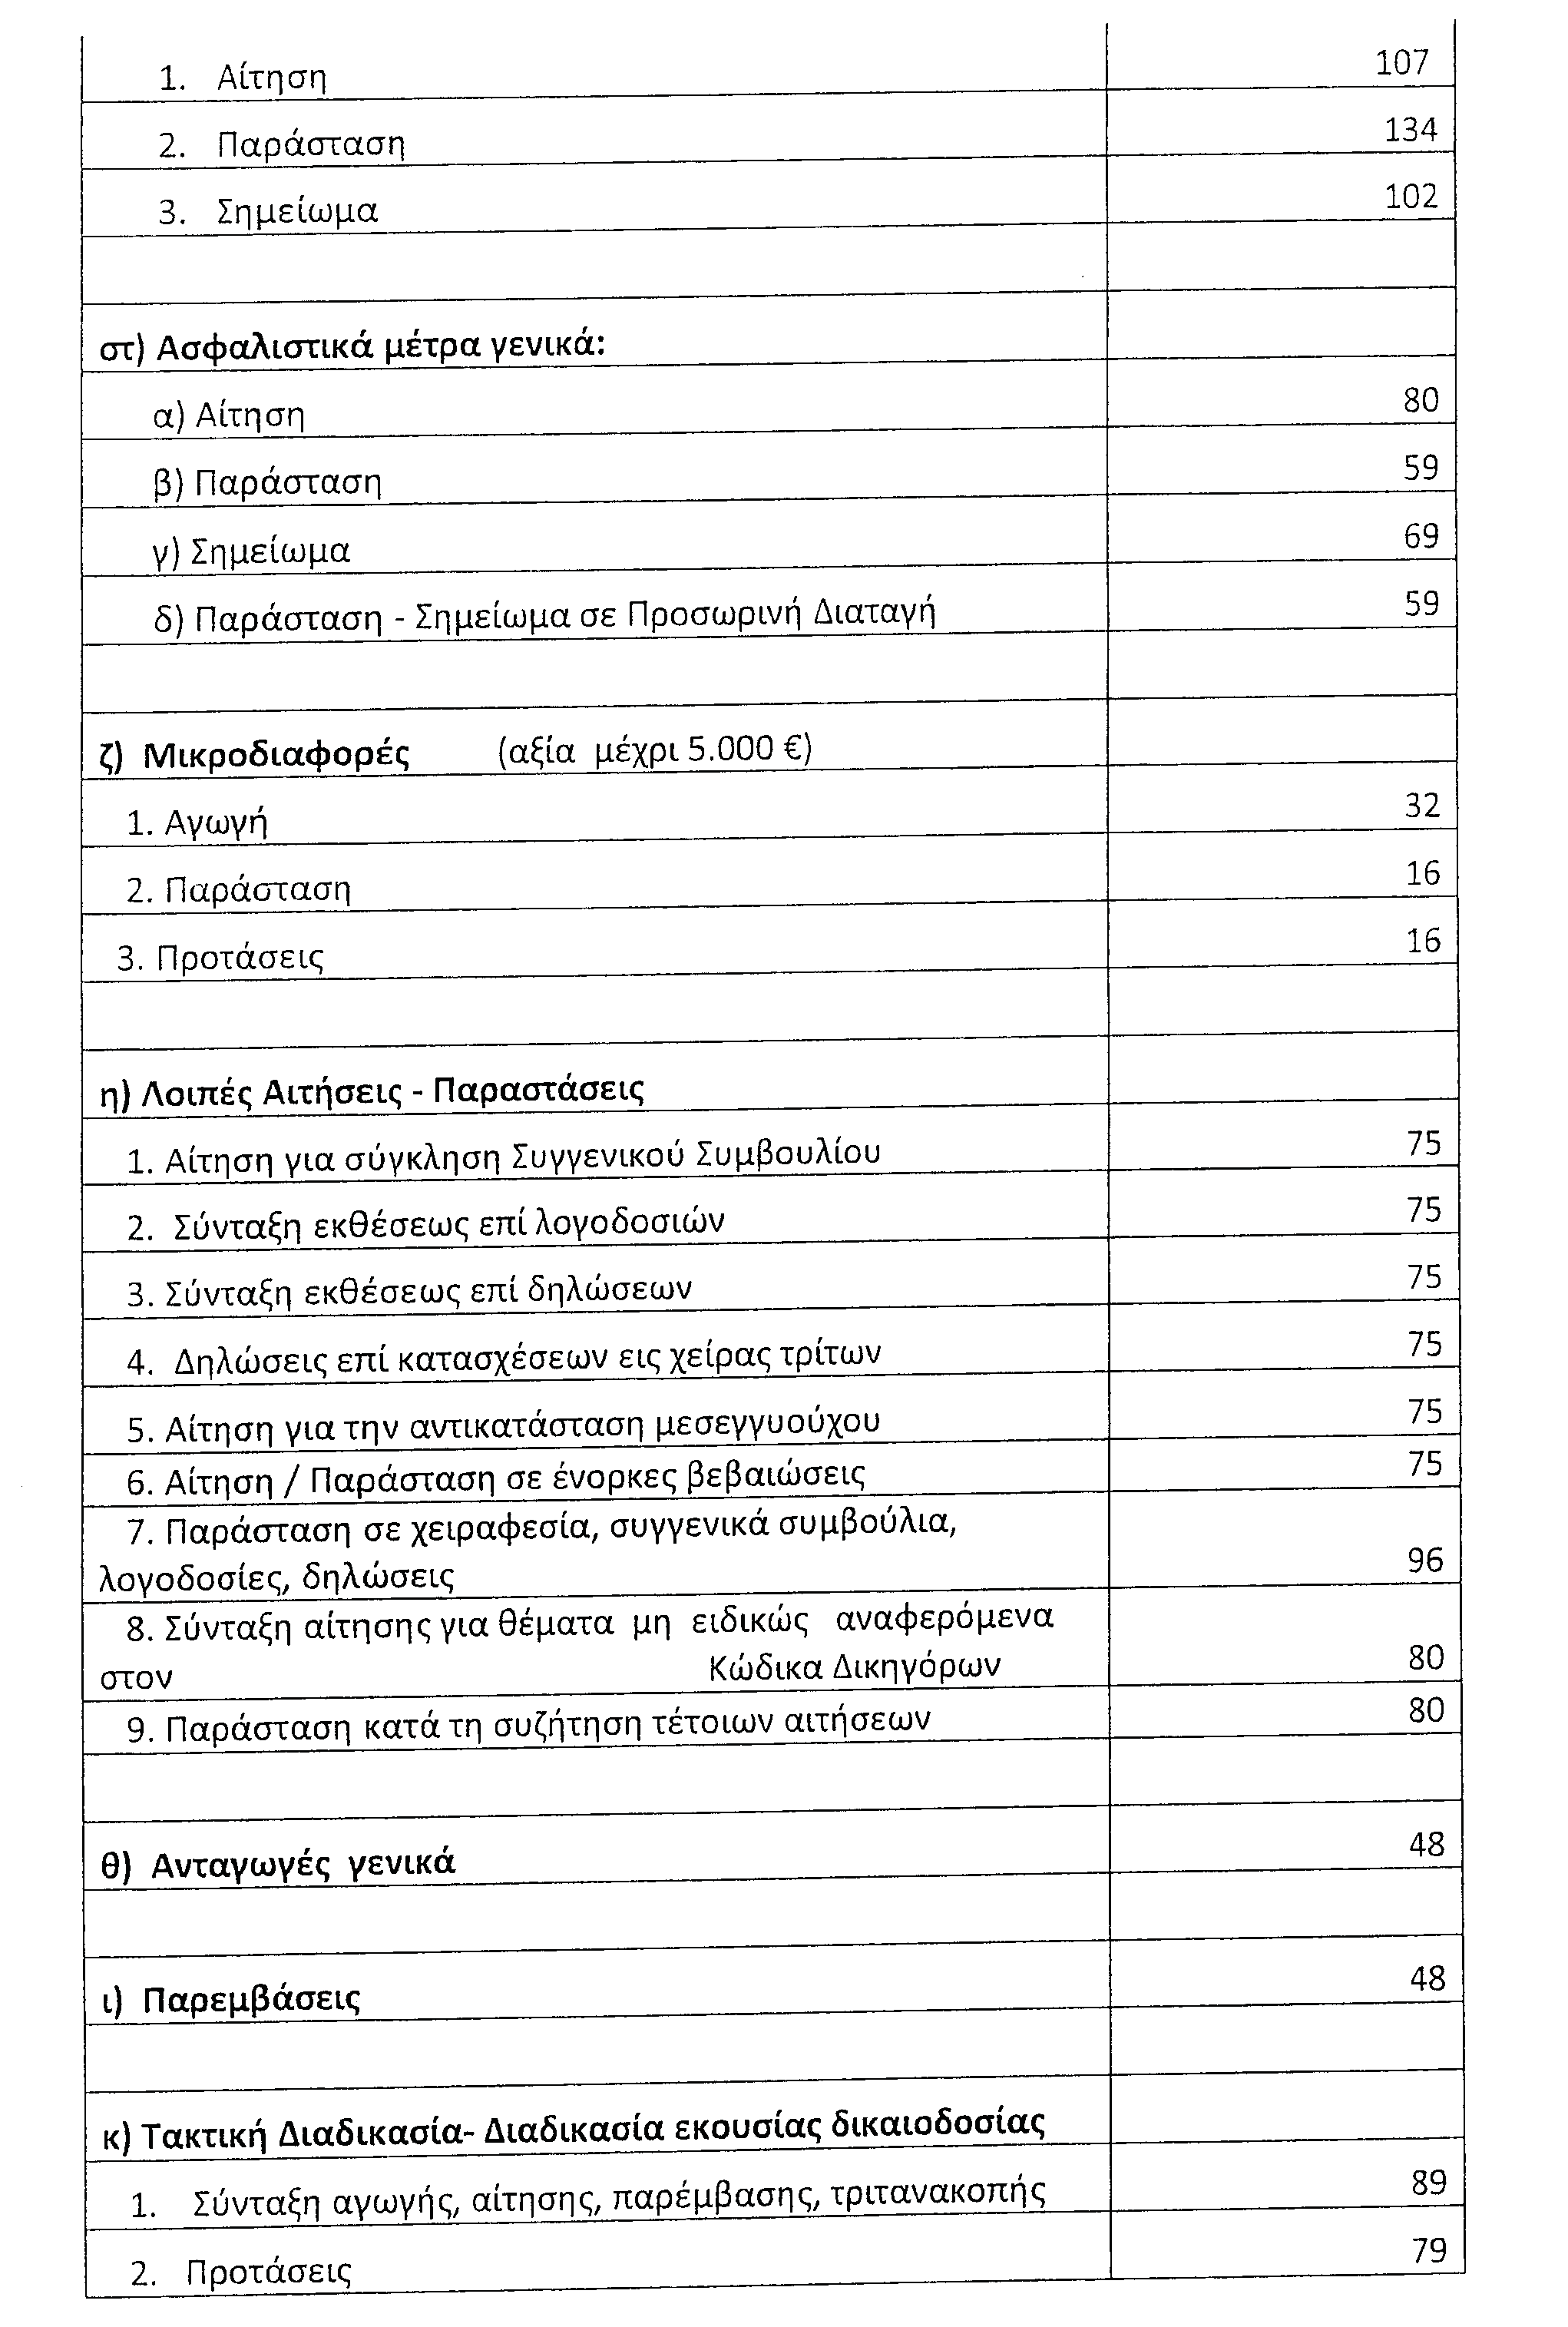 1. Αίτηση 107
2. Παράσταση 134
3. Σημείωμα 102
στ) Ασφαλιστικά μέτρα γενικά:
α) Αίτηση 80
β) Παράσταση 59
γ) Σημείωμα 69
δ) Παράσταση - Σημείωμα σε Προσωρινή Διαταγή 59
ζ) Μικροδιαφορές (αξία μέχρι 5.000 €)
1. Αγωγή 32
2. Παράσταση 16
3. Προτάσεις 16
η) Λοιπές Αιτήσεις - Παραστάσεις
1. Αίτηση για σύγκληση Συγγενικού Συμβουλίου 75
2. Σύνταξη εκθέσεως επί λογοδοσιών 75
3. Σύνταξη εκθέσεως επί δηλώσεων 75
4. Δηλώσεις επί κατασχέσεων εις χείρας τρίτων 75
5. Αίτηση για την αντικατάσταση μεσεγγυούχου 75
6. Αίτηση / Παράσταση σε ένορκες βεβαιώσεις 75
7. Παράσταση σε χειραφεσία, συγγενικά συμβούλια,
λογοδοσίες, δηλώσεις 96
8. Σύνταξη αίτησης για θέματα μη ειδικώς αναφερόμενα
στον Κώδικα Δικηγόρων 80
9. Παράσταση κατά τη συζήτηση τέτοιων αιτήσεων 80
θ) Ανταγωγές γενικά 48
ι) Παρεμβάσεις 48
κ) Τακτική Διαδικασία- Διαδικασία εκουσίας δικαιοδοσίας
1. Σύνταξη αγωγής, αίτησης, παρέμβασης, τριτανακοπής 89
2. Προτάσεις 79